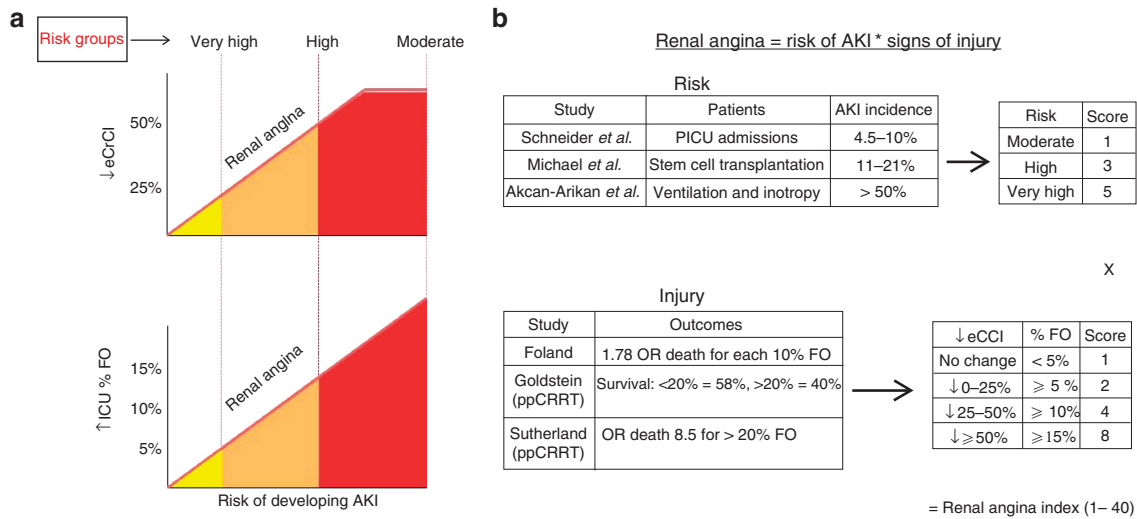 a
Risk groups
Very high
High
Moderate
50%
25%
↓eCrCl
Renal angina
15%
10%
5%
↑ICU % FO
Renal angina
Risk of developing AKI
b
Renal angina = risk of AKI * signs of injury
Risk
Study Patients AKI incidence
Schneider et al. PICU admissions 4.5–10%
Michael et al. Stem cell transplantation 11–21%
Akcan-Arikan et al. Ventilation and inotropy > 50%
Risk Score
Moderate 1
High 3
Very high 5
X
Injury
Study Outcomes
Foland 1.78 OR death for each 10% FO
Goldstein (ppCRRT) Survival: <20% = 58%, >20% = 40%
Sutherland (ppCRRT) OR death 8.5 for > 20% FO
↓eCCl % FO Score
No change < 5% 1
↓0–25% ⩾ 5 % 2
↓25–50% ⩾ 10% 4
↓⩾50% ⩾15% 8
= Renal angina index (1– 40)